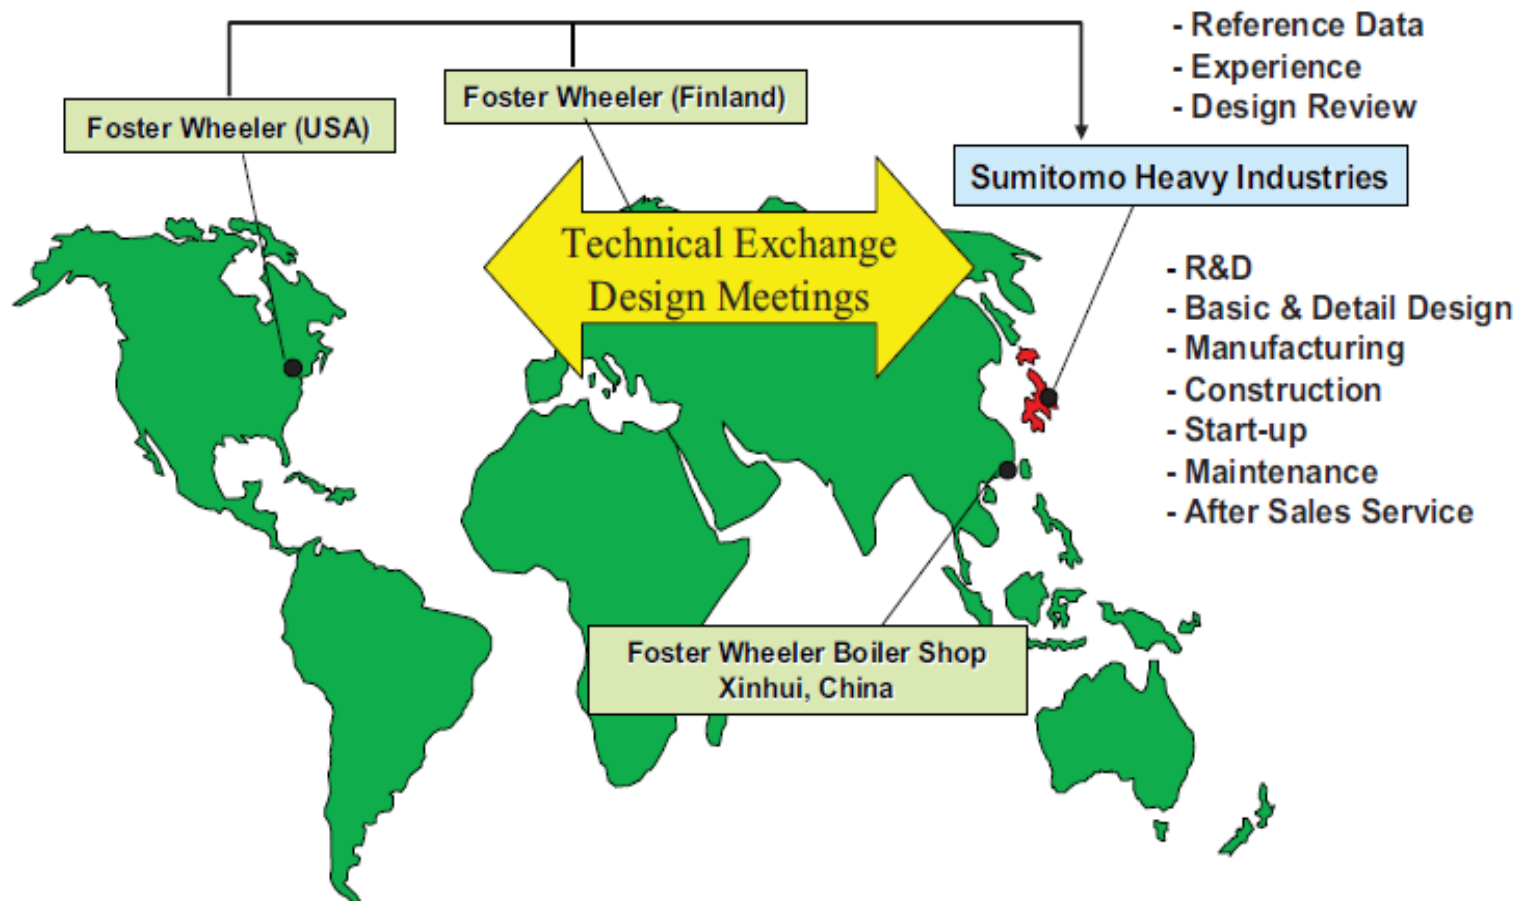 - Reference Data
- Experience
- Design Review
Foster Wheeler (Finland)
Foster Wheeler (USA)
Sumitomo Heavy Industries
Technical Exchange
Design Meetings
- R&D
- Basic & Detail Design
- Manufacturing
- Construction
- Start-up
- Maintenance
- After Sales Service
Foster Wheeler Boiler Shop
Xinhui, China